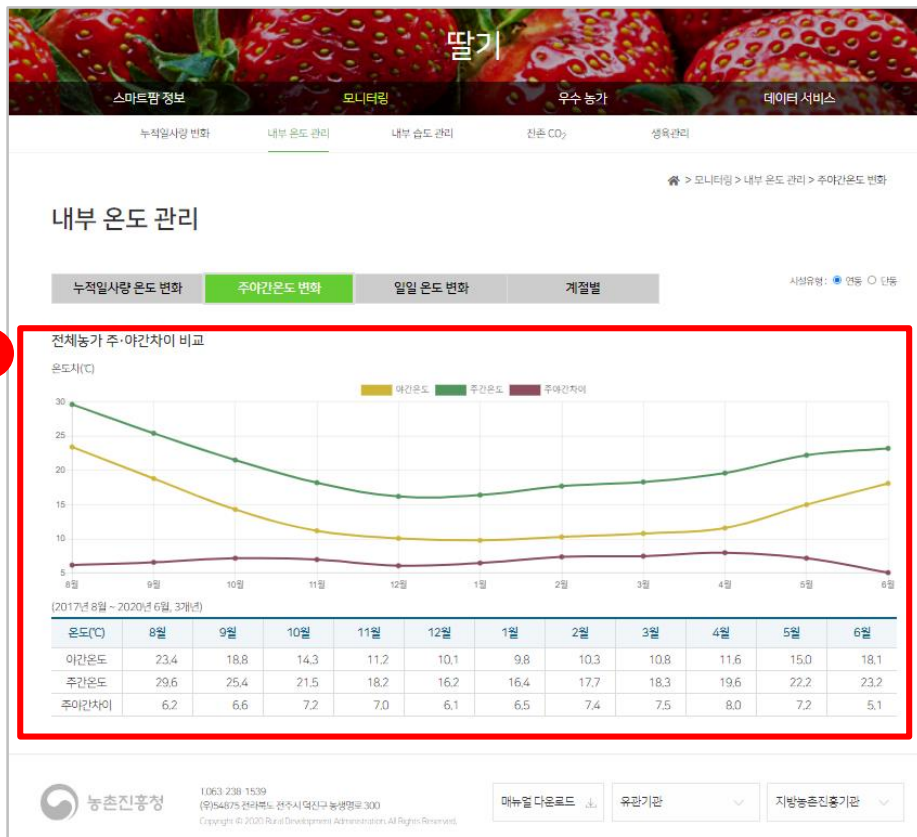 딸기
스마트팜 정보 모니터링 우수 농가 데이터 서비스
누적일사량 변화 내부 온도 관리 내부 습도 관리 잔존 CO₂ 생육관리
> 모니터링 > 내부 온도 관리 > 주야간온도 변화
내부 온도 관리
누적일사량 온도 변화 주야간온도 변화 일일 온도 변화 계절별 시설유형 : 연동 단동
전체농가 주·야간차이 비교
온도차(℃)
야간온도 주간온도 주야간차이
30
25
20
15
10
5
8월 9월 10월 11월 12월 1월 2월 3월 4월 5월 6월
(2017년 8월 ~ 2020년 6월, 3개년)
온도(℃) 8월 9월 10월 11월 12월 1월 2월 3월 4월 5월 6월
야간온도 23.4 18.8 14.3 11.2 10.1 9.8 10.3 10.8 11.6 15.0 18.1
주간온도 29.6 25.4 21.5 18.2 16.2 16.4 17.7 18.3 19.6 22.2 23.2
주야간차이 6.2 6.6 7.2 7.0 6.1 6.5 7.4 7.5 8.0 7.2 5.1
농촌진흥청
T.063 238 1539
(우)54875 전라북도 전주시 덕진구 농생명로 300
Copyright © 2020 Rural Development Administration. All Rights Reserved.
매뉴얼 다운로드 유관기관 지방농촌진흥기관